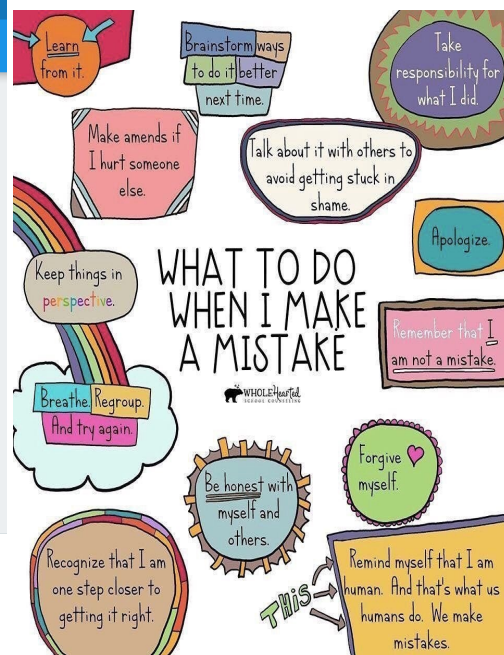 Learn
from it.
Brainstorm ways
to do it better
next time.
Take
responsibility for
what I did.
Make amends if
I hurt someone
else.
Talk about it with others to
avoid getting stuck in
shame.
Apologize.
Keep things in
perspective.
WHAT TO DO
WHEN I MAKE
A MISTAKE
WHOLEHearted
SCHOOL COUNSELING
Remember that I
am not a mistake.
Breathe. Regroup.
And try again.
Be honest with
myself and
others.
Forgive
myself.
Recognize that I am
one step closer to
getting it right.
THIS
Remind myself that I am
human. And that's what us
humans do. We make
mistakes.